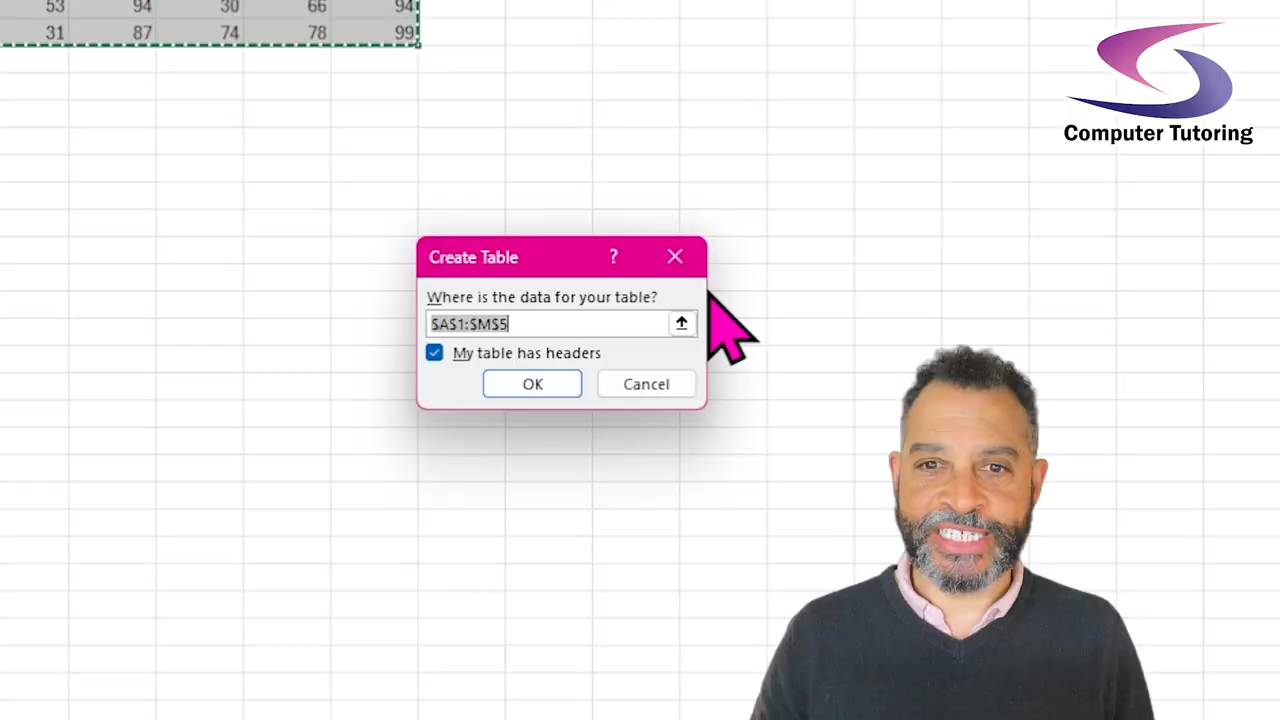 53 94 30 66 94
31 87 74 78 99
Computer Tutoring
Create Table ?
Where is the data for your table?
$A$1:$M$5
My table has headers
OK Cancel